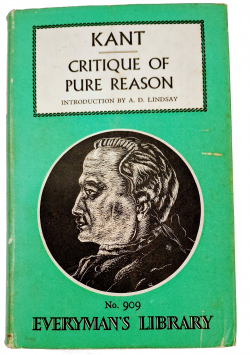 KANT
CRITIQUE OF
PURE REASON
INTRODUCTION BY A. D. LINDSAY
No. 909
EVERYMAN'S LIBRARY